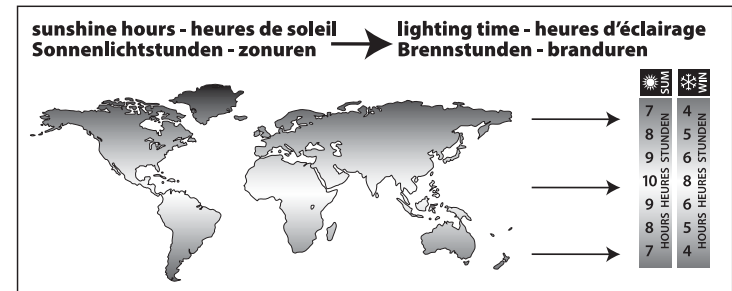 sunshine hours - heures de soleil
Sonnenlichtstunden - zonuren
lighting time - heures d'éclairage
Brennstunden - branduren
SUM
WIN
7 4
8 5
9 6
10 8
9 6
8 5
7 4
HOURS HEURES STUNDEN
HOURS HEURES STUNDEN